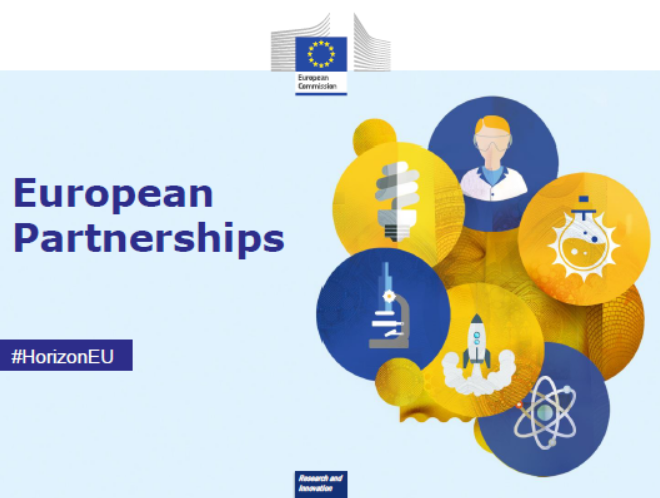 European
Commission
European
Partnerships
#HorizonEU
Research and
Innovation